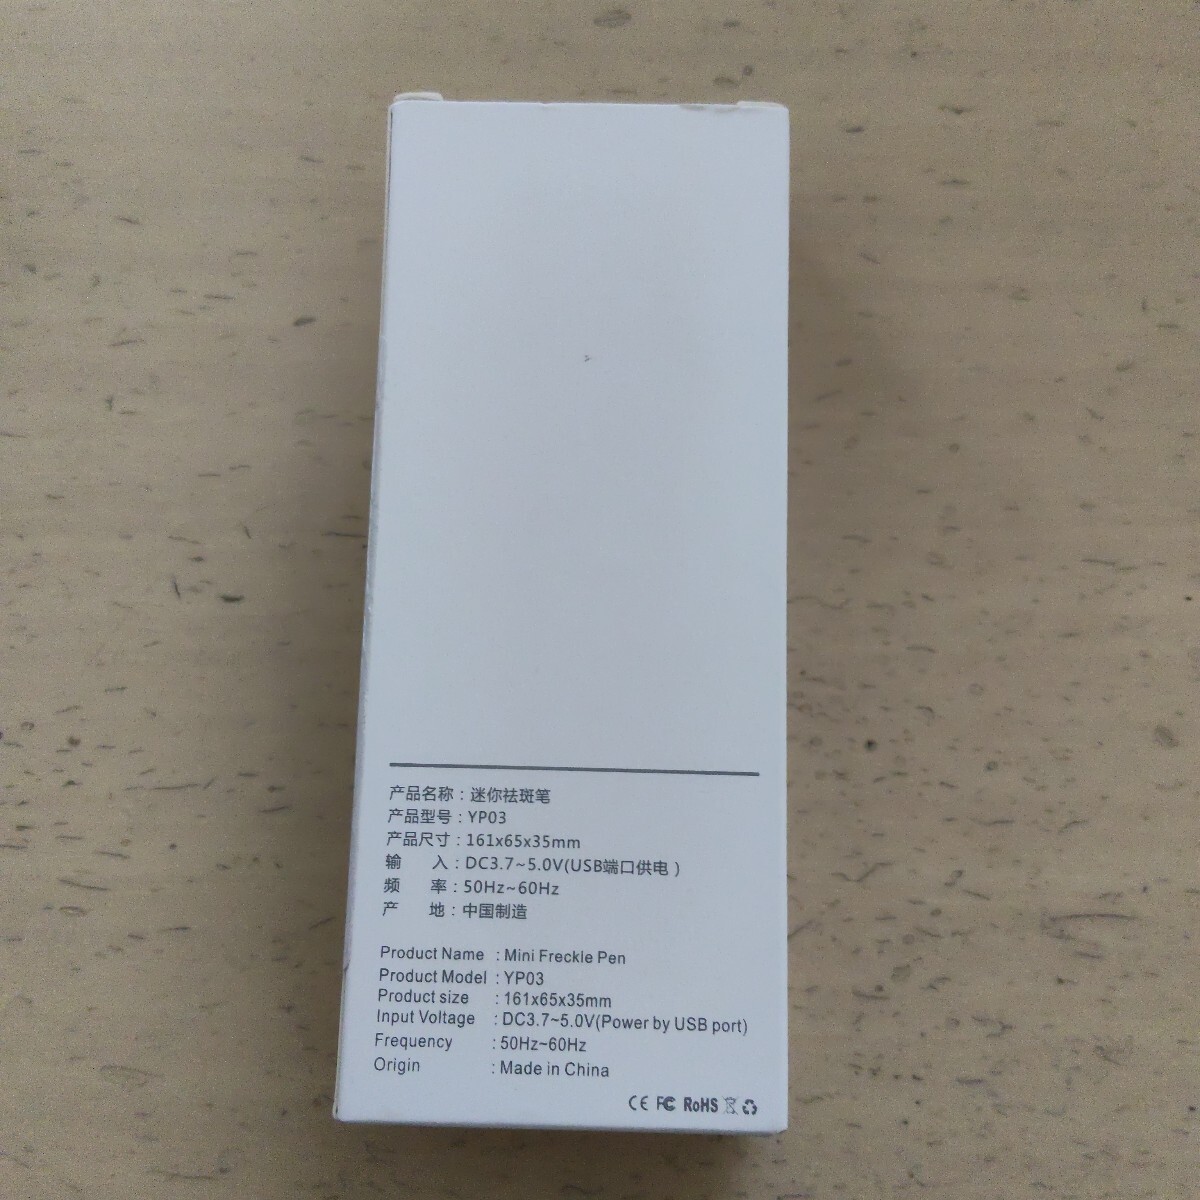 产品名称：迷你祛斑笔
产品型号：YP03
产品尺寸：161x65x35mm
输 入：DC3.7~5.0V(USB端口供电）
频 率：50Hz~60Hz
产 地：中国制造
Product Name : Mini Freckle Pen
Product Model : YP03
Product size : 161x65x35mm
Input Voltage : DC3.7~5.0V(Power by USB port)
Frequency : 50Hz~60Hz
Origin : Made in China
CE FC RoHS